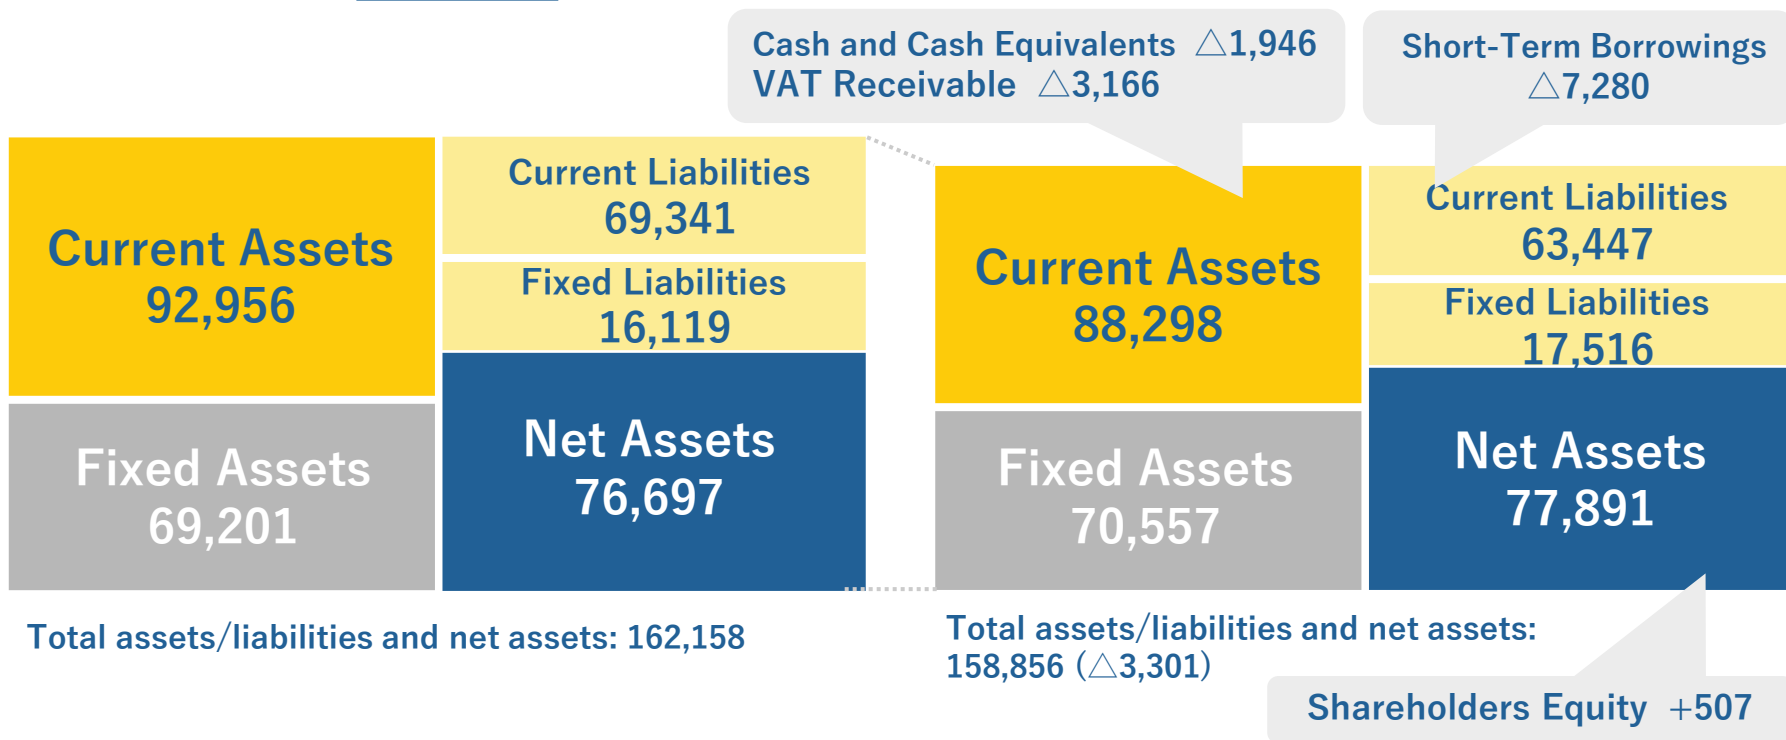 Cash and Cash Equivalents △1,946
VAT Receivable △3,166
Short-Term Borrowings
△7,280
Current Assets
92,956
Fixed Assets
69,201
Current Liabilities
69,341
Fixed Liabilities
16,119
Net Assets
76,697
Total assets/liabilities and net assets: 162,158
Current Assets
88,298
Fixed Assets
70,557
Current Liabilities
63,447
Fixed Liabilities
17,516
Net Assets
77,891
Total assets/liabilities and net assets:
158,856 (△3,301)
Shareholders Equity +507